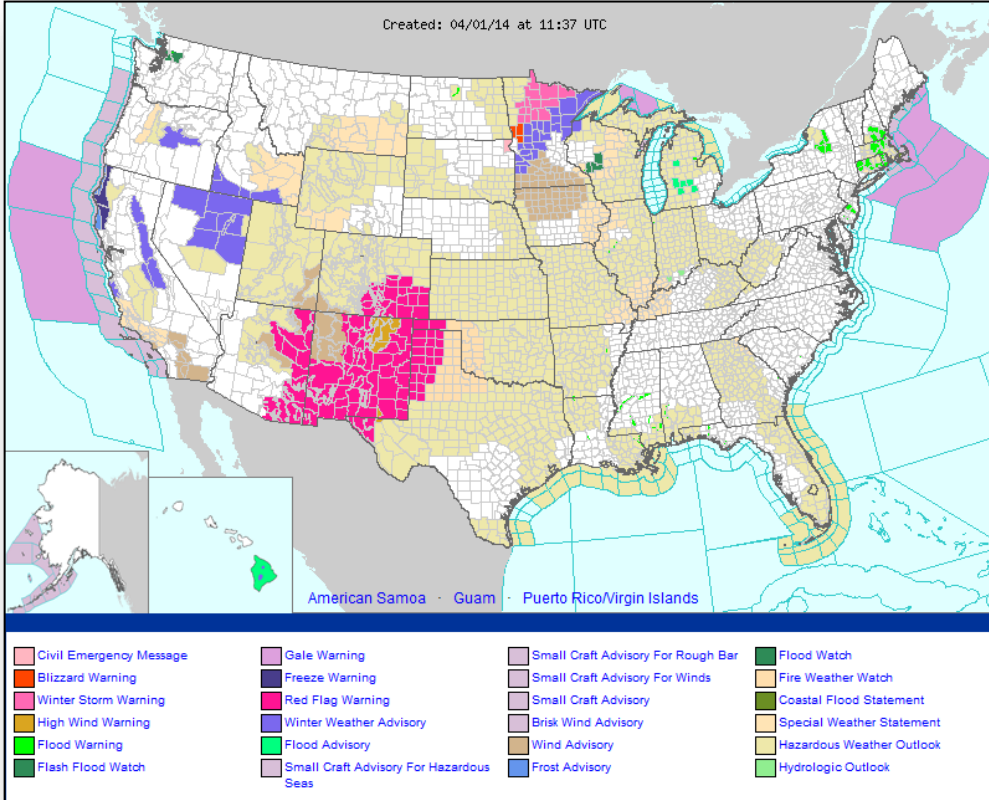 Created: 04/01/14 at 11:37 UTC
American Samoa · Guam · Puerto Rico/Virgin Islands
Civil Emergency Message
Blizzard Warning
Winter Storm Warning
High Wind Warning
Flood Warning
Flash Flood Watch
Gale Warning
Freeze Warning
Red Flag Warning
Winter Weather Advisory
Flood Advisory
Small Craft Advisory For Hazardous
Seas
Small Craft Advisory For Rough Bar
Small Craft Advisory For Winds
Small Craft Advisory
Brisk Wind Advisory
Wind Advisory
Frost Advisory
Flood Watch
Fire Weather Watch
Coastal Flood Statement
Special Weather Statement
Hazardous Weather Outlook
Hydrologic Outlook